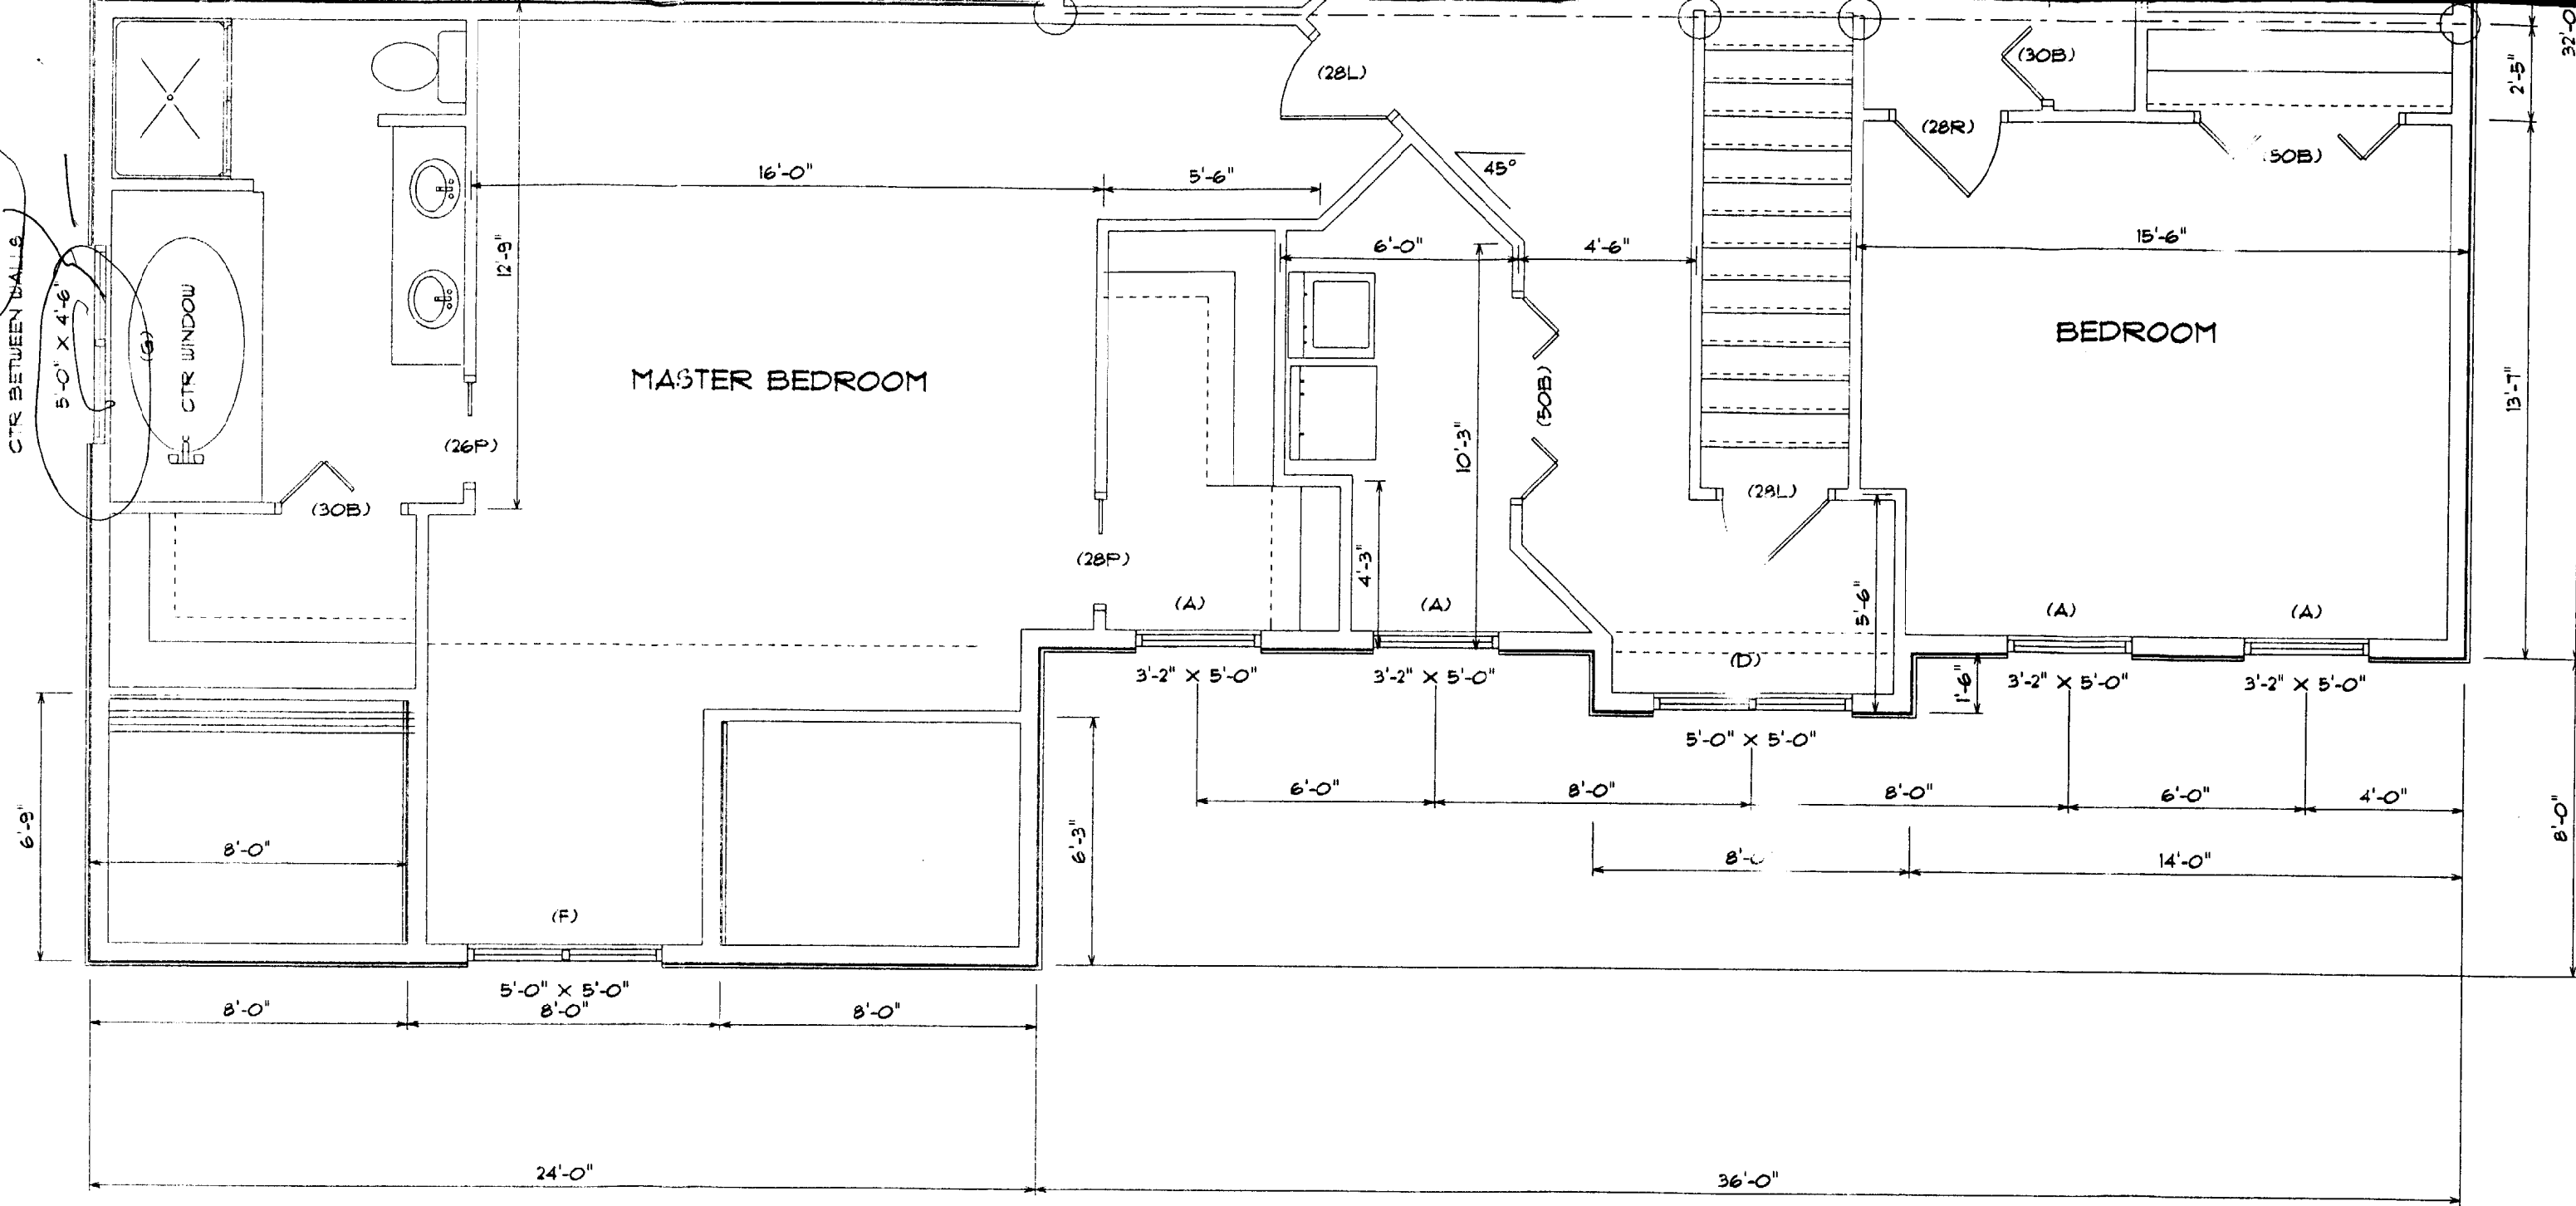 32'-0
(30B)
(28L)
2'-5"
(28R)
(50B)
16'-0"
5'-6"
45°
12'-9"
6'-0"
4'-6"
15'-6"
CTR BETWEEN WALLS
5'-0" X 4'-6"
(G)
CTR WINDOW
MASTER BEDROOM
BEDROOM
(50B)
13'-7"
10'-3"
(26P)
(30B)
(28L)
(28P)
4'-3"
5'-6"
(A)
(A)
(A)
(A)
(D)
3'-2" X 5'-0"
3'-2" X 5'-0"
1'-6"
3'-2" X 5'-0"
3'-2" X 5'-0"
5'-0" X 5'-0"
6'-0"
8'-0"
8'-0"
6'-0"
4'-0"
8'-0"
6'-9"
8'-0"
6'-3"
14'-0"
(F)
5'-0" X 5'-0"
8'-0"
8'-0"
8'-0"
24'-0"
36'-0"